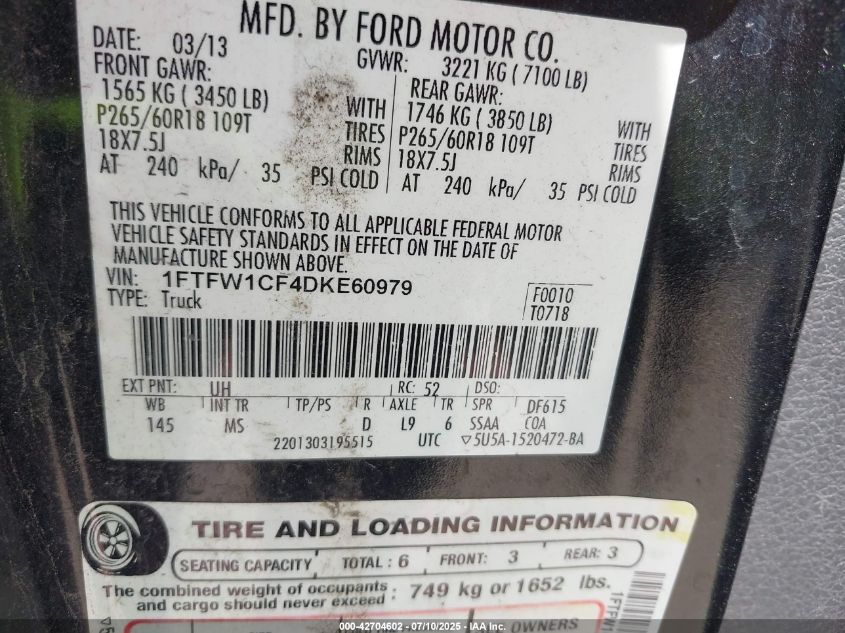 MFD. BY FORD MOTOR CO.
DATE: 03/13 GVWR: 3221 KG ( 7100 LB)
FRONT GAWR: REAR GAWR:
1565 KG ( 3450 LB) WITH 1746 KG ( 3850 LB) WITH
P265/60R18 109T TIRES P265/60R18 109T TIRES
18X7.5J RIMS 18X7.5J RIMS
AT 240 kPa/ 35 PSI COLD AT 240 kPa/ 35 PSI COLD
THIS VEHICLE CONFORMS TO ALL APPLICABLE FEDERAL MOTOR
VEHICLE SAFETY STANDARDS IN EFFECT ON THE DATE OF
MANUFACTURE SHOWN ABOVE.
VIN: 1FTFW1CF4DKE60979
TYPE: Truck
F0010
T0718
EXT PNT: UH RC: 52 DSO:
WB INT TR TP/PS R AXLE TR SPR DF615
145 MS D L9 6 SSAA COA
2201303195515 UTC ▽5U5A-1520472-BA
TIRE AND LOADING INFORMATION
SEATING CAPACITY TOTAL : 6 FRONT: 3 REAR: 3
The combined weight of occupants
and cargo should never exceed : 749 kg or 1652 lbs.
OWNERS
1FTFW1
000-42704602 - 07/10/2025 - IAA Inc.